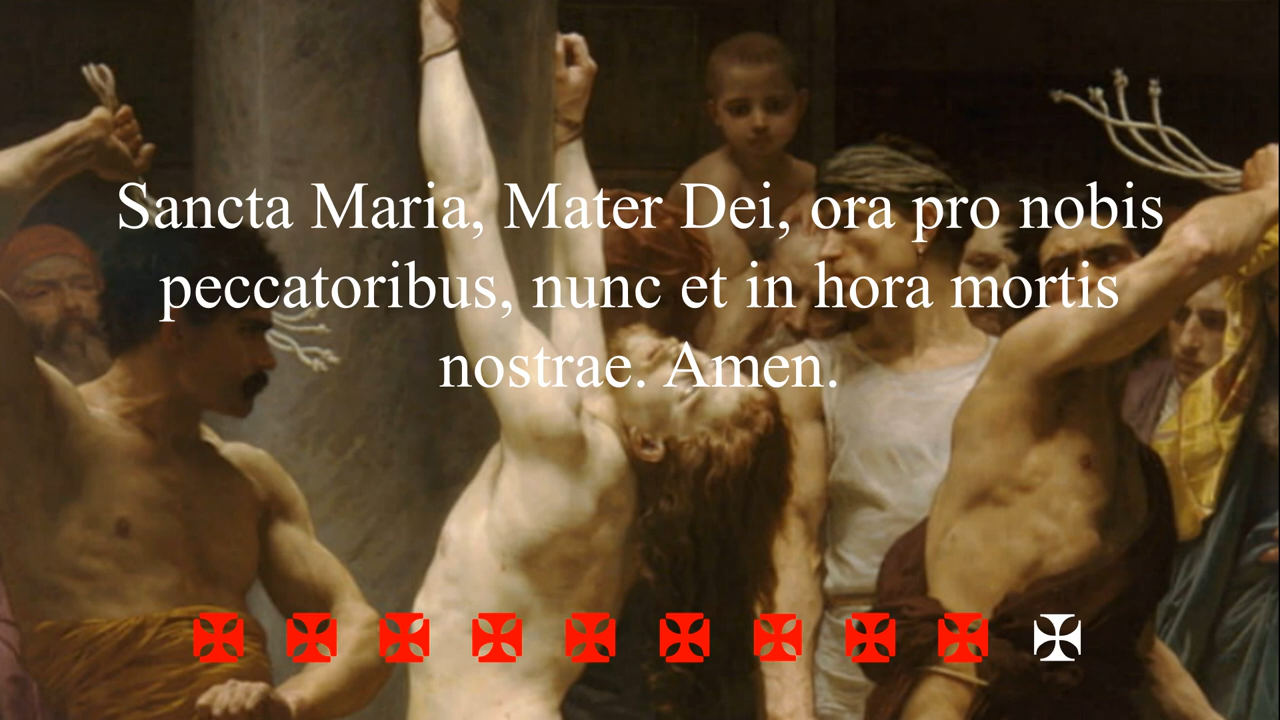 Sancta Maria, Mater Dei, ora pro nobis
peccatoribus, nunc et in hora mortis
nostrae. Amen.
✠ ✠ ✠ ✠ ✠ ✠ ✠ ✠ ✠ ✠